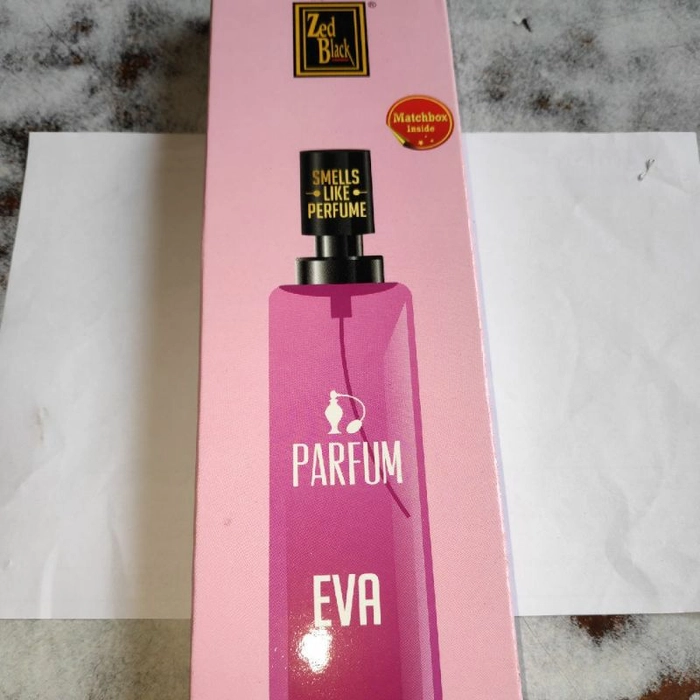 Zed
Black
®
Matchbox
inside
SMELLS
LIKE
PERFUME
PARFUM
EVA